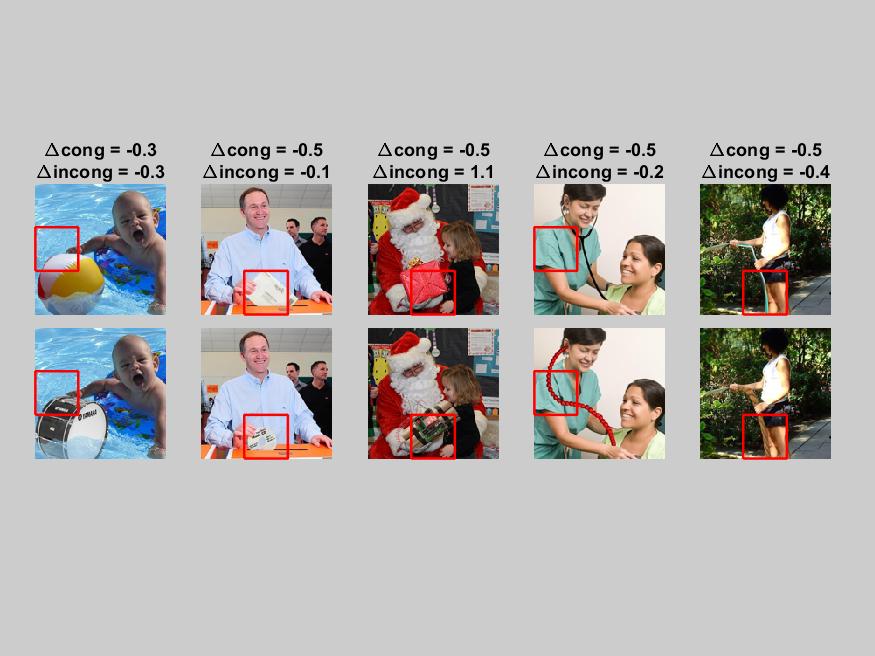 Δcong = -0.3
Δincong = -0.3
Δcong = -0.5
Δincong = -0.1
Δcong = -0.5
Δincong = 1.1
Δcong = -0.5
Δincong = -0.2
Δcong = -0.5
Δincong = -0.4
YAMAHA